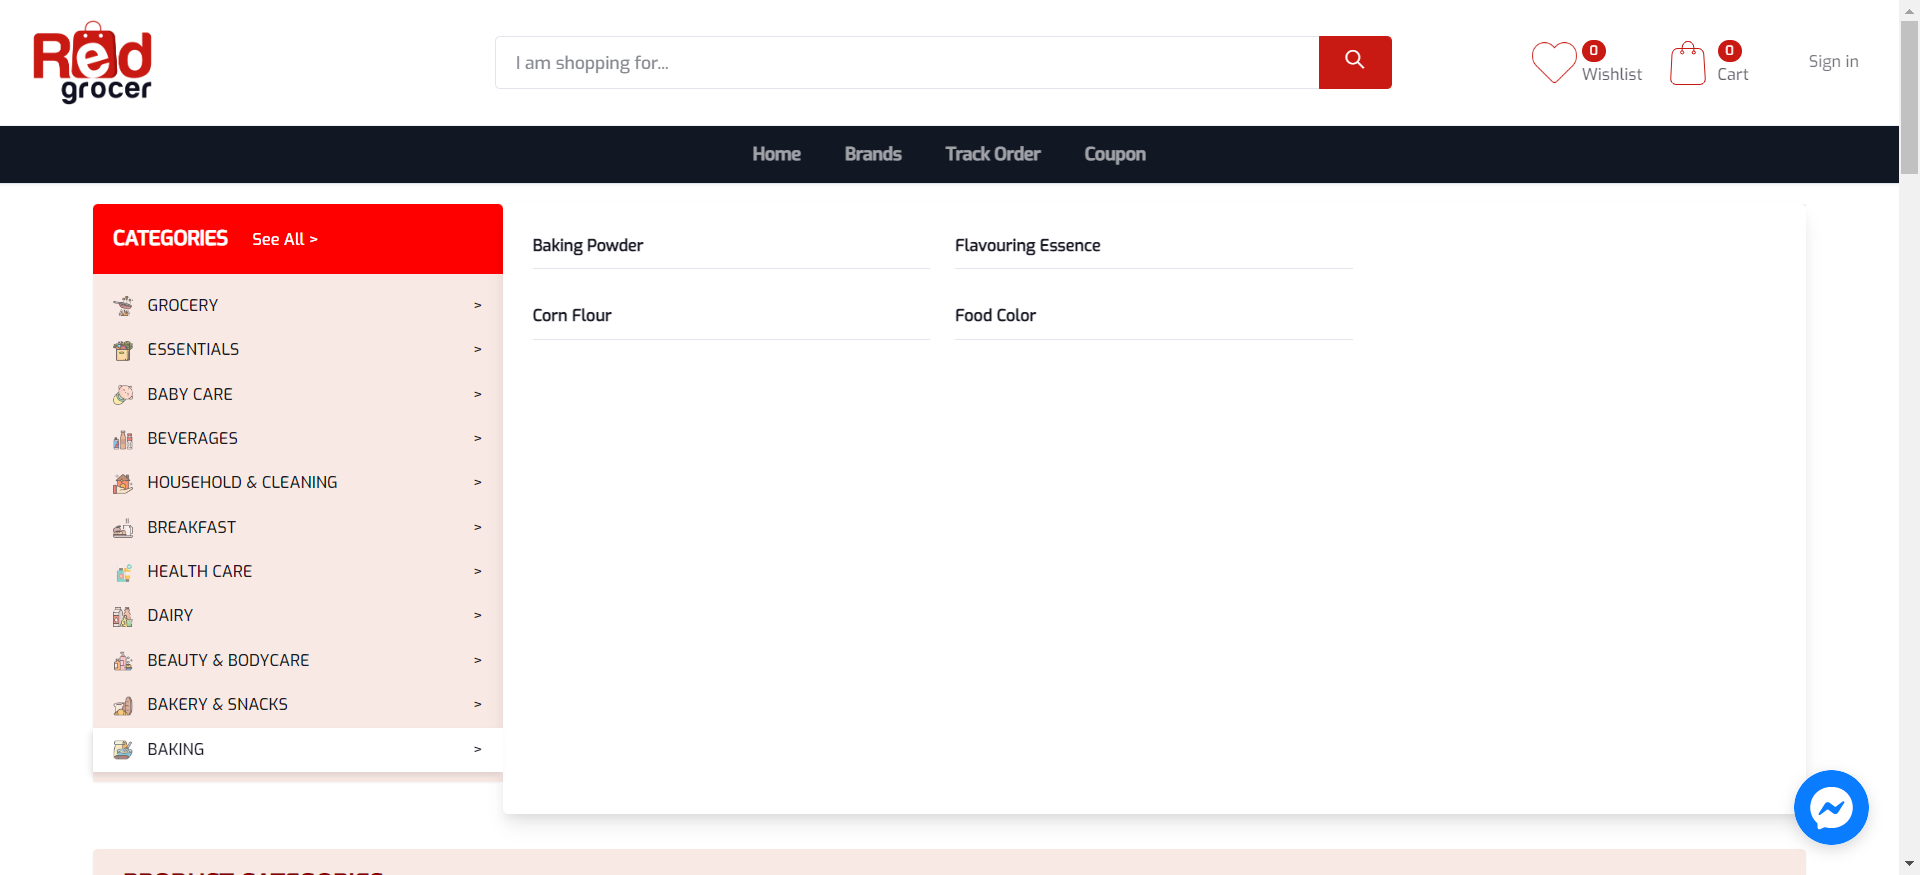 Red
grocer
I am shopping for...
0
Wishlist
0
Cart
Sign in
Home Brands Track Order Coupon
CATEGORIES See All >
GROCERY >
ESSENTIALS >
BABY CARE >
BEVERAGES >
HOUSEHOLD & CLEANING >
BREAKFAST >
HEALTH CARE >
DAIRY >
BEAUTY & BODYCARE >
BAKERY & SNACKS >
BAKING >
Baking Powder
Flavouring Essence
Corn Flour
Food Color
PRODUCT CATEGORIES